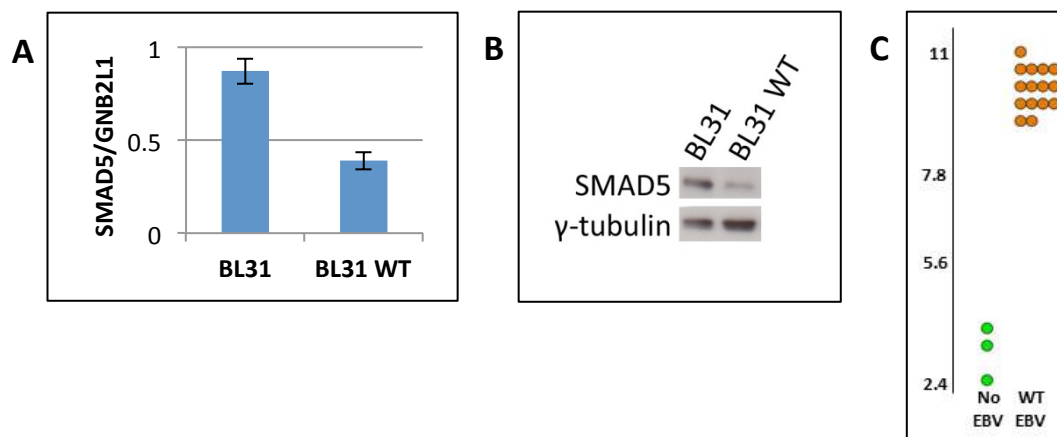 A
SMAD5/GNB2L1
1
0.5
0
BL31 BL31 WT
B
BL31 BL31 WT
SMAD5
γ-tubulin
C
11
7.8
5.6
2.4
No WT
EBV EBV